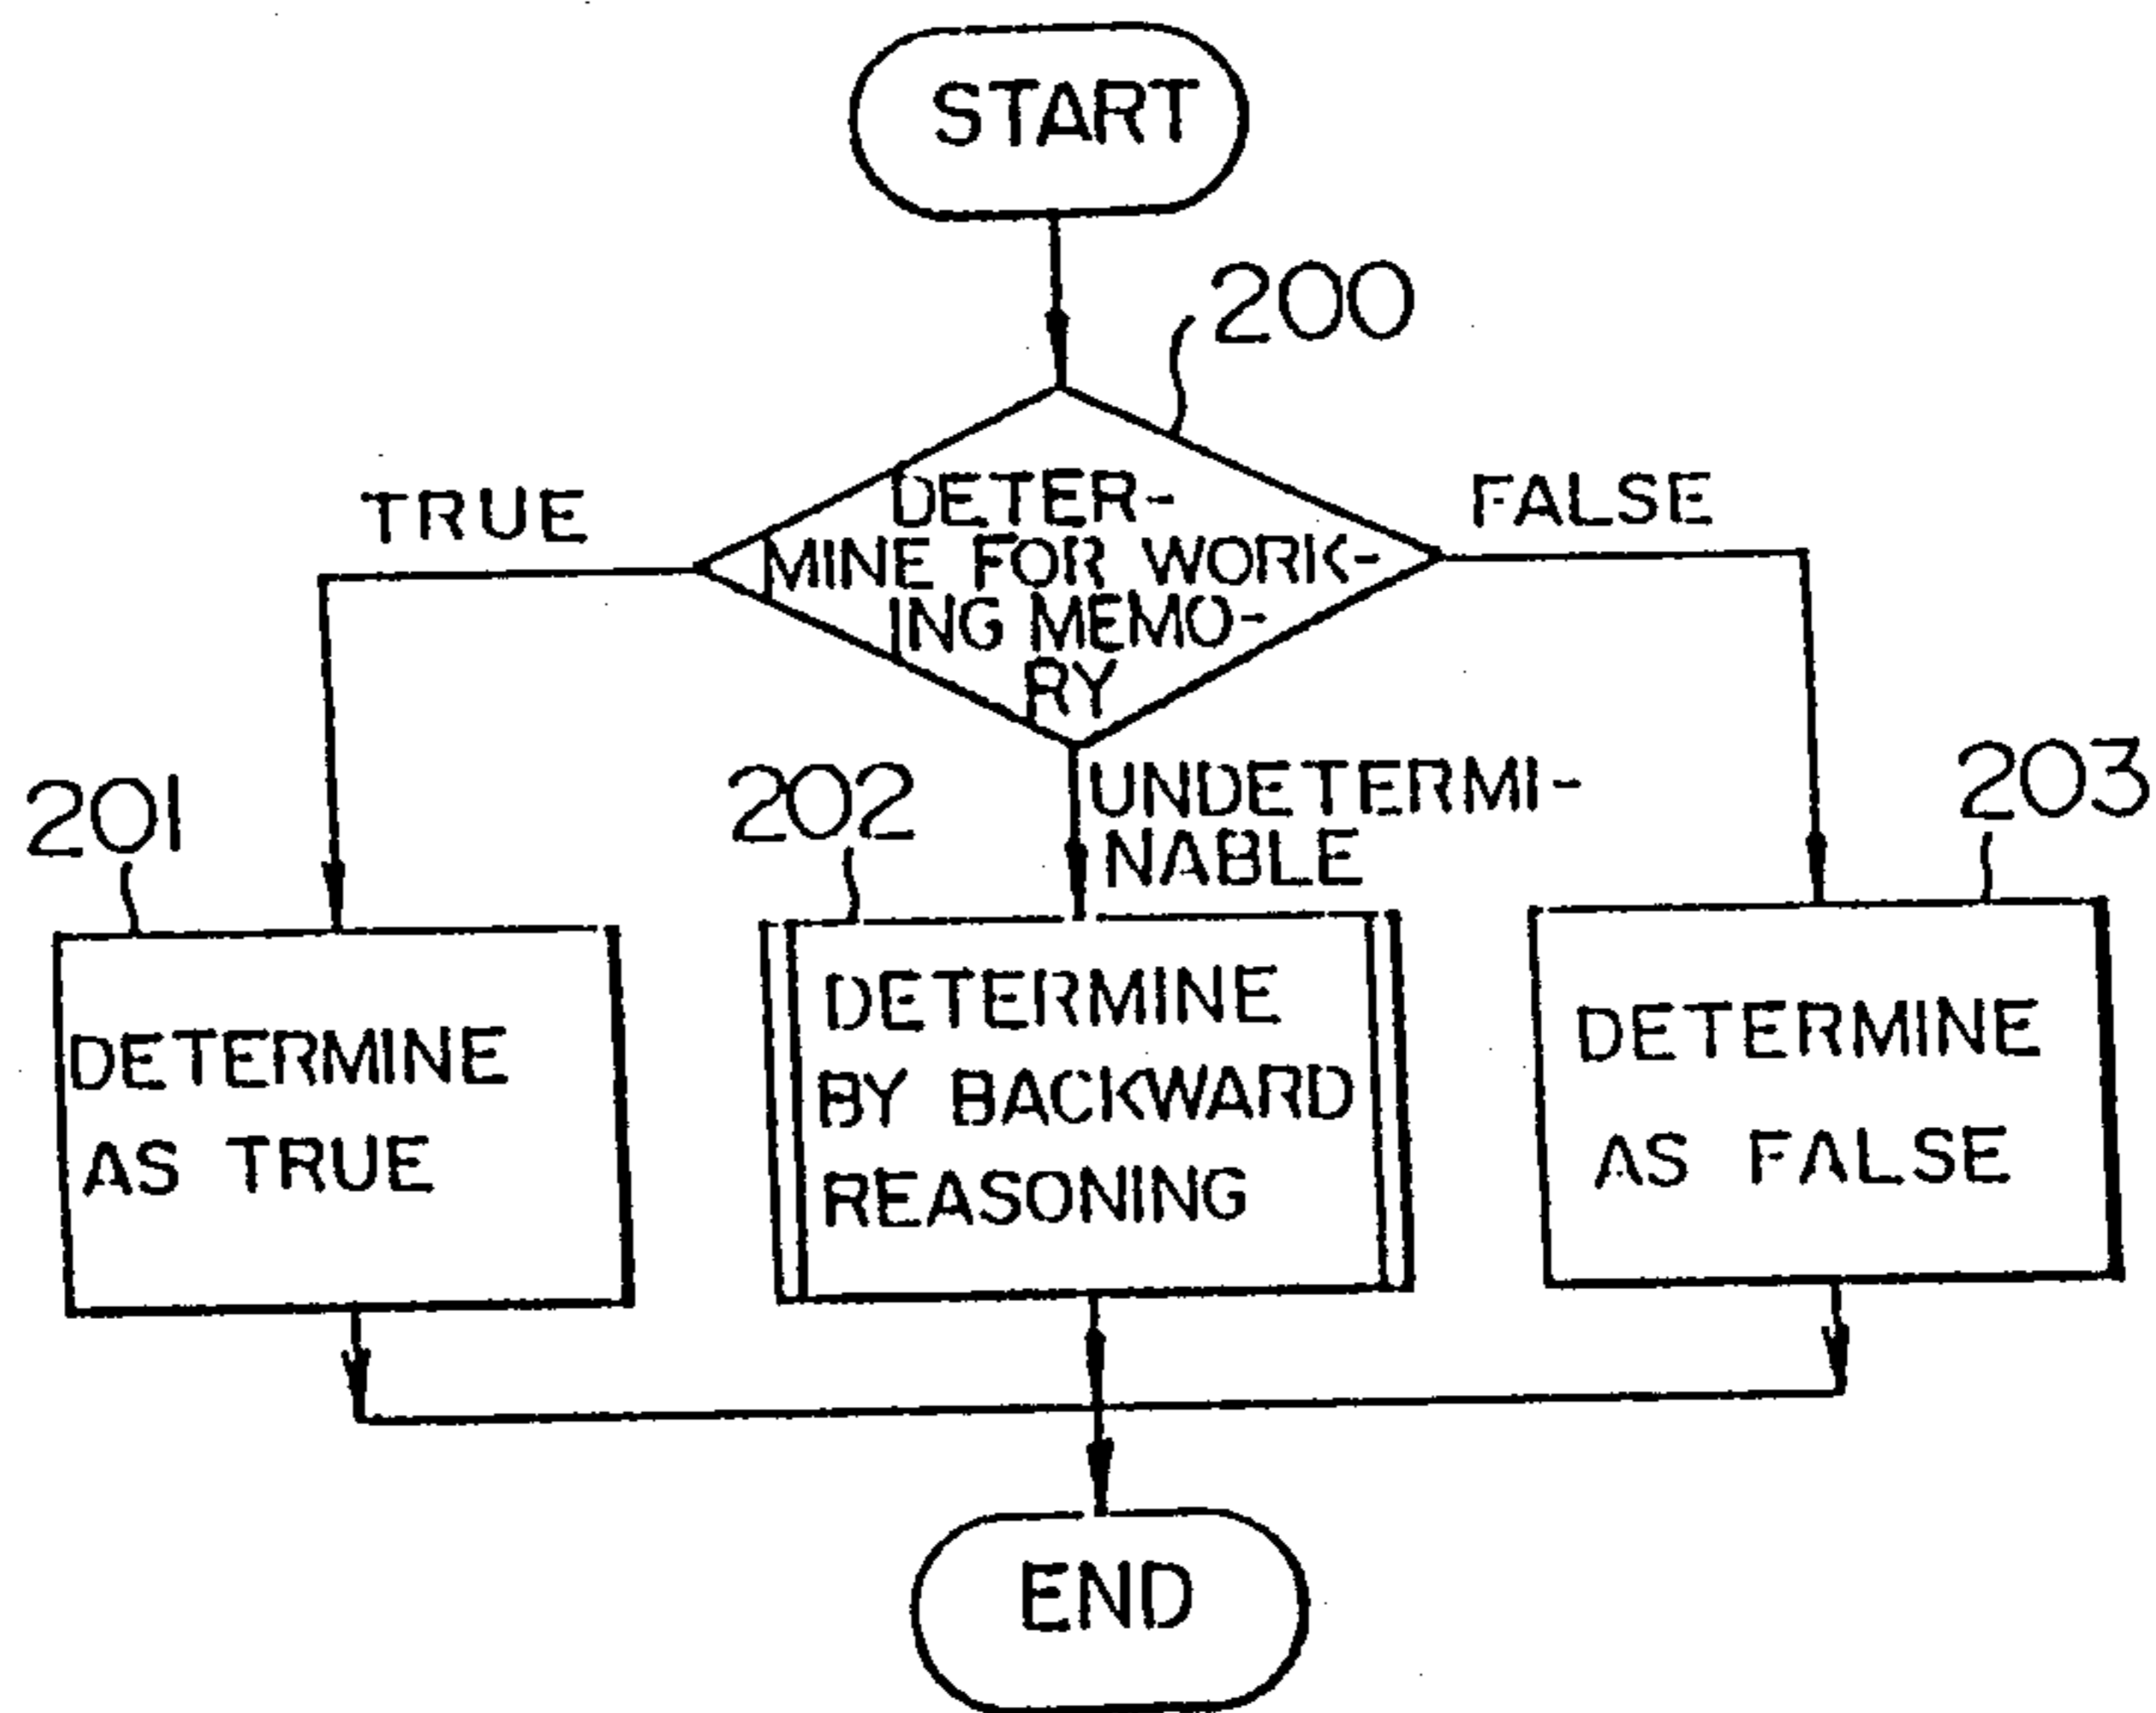 START
200
TRUE
DETER-
MINE FOR WORK-
ING MEMO-
RY
FALSE
UNDETERMI-
NABLE
201
DETERMINE
AS TRUE
202
DETERMINE
BY BACKWARD
REASONING
203
DETERMINE
AS FALSE
END